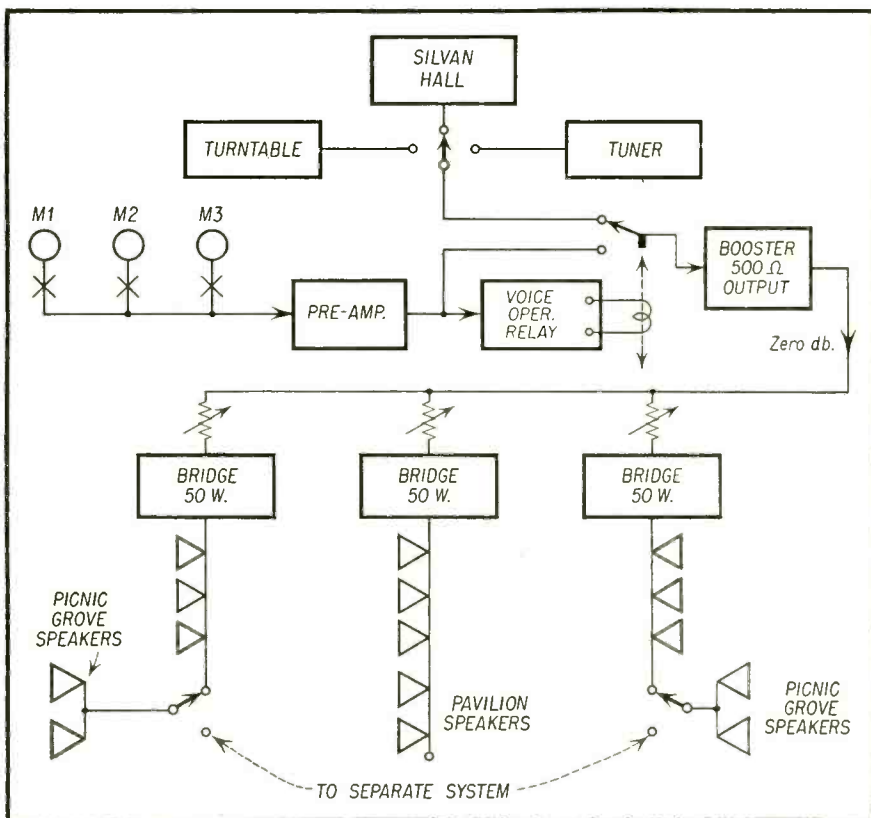 SILVAN
HALL
TURNTABLE
TUNER
M1
M2
M3
PRE-AMP.
VOICE
OPER.
RELAY
BOOSTER
500 Ω
OUTPUT
Zero db.
BRIDGE
50 W.
BRIDGE
50 W.
BRIDGE
50 W.
PICNIC
GROVE
SPEAKERS
PAVILION
SPEAKERS
PICNIC
GROVE
SPEAKERS
TO SEPARATE SYSTEM